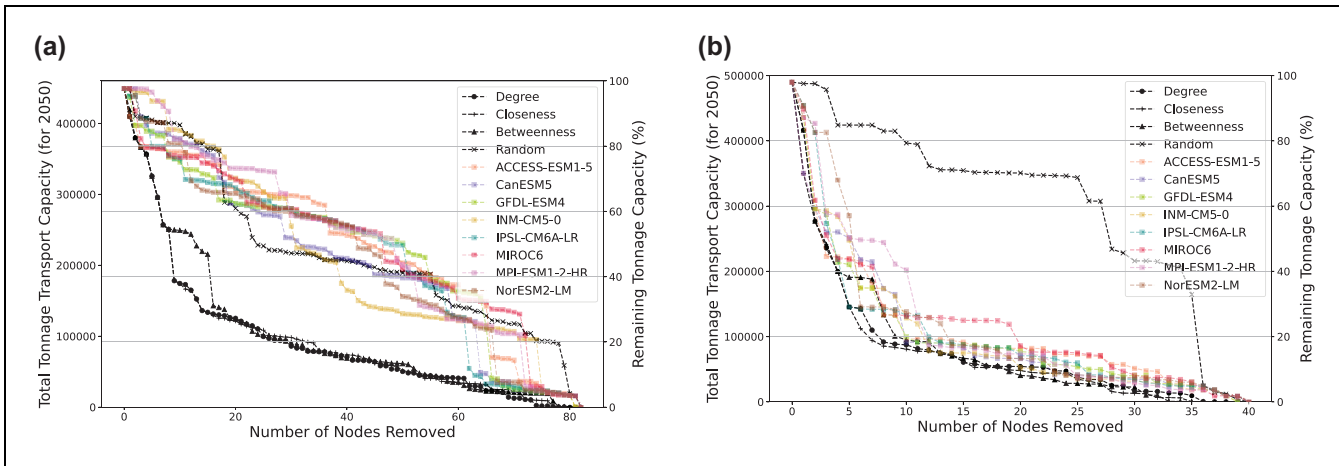 (a)
Total Tonnage Transport Capacity (for 2050)
400000
300000
200000
100000
0
0
20
40
60
80
Number of Nodes Removed
100
80
60
40
20
0
Remaining Tonnage Capacity (%)
Degree
Closeness
Betweenness
Random
ACCESS-ESM1-5
CanESM5
GFDL-ESM4
INM-CM5-0
IPSL-CM6A-LR
MIROC6
MPI-ESM1-2-HR
NorESM2-LM
(b)
Total Tonnage Transport Capacity (for 2050)
500000
400000
300000
200000
100000
0
0
5
10
15
20
25
30
35
40
Number of Nodes Removed
100
80
60
40
20
0
Remaining Tonnage Capacity (%)
Degree
Closeness
Betweenness
Random
ACCESS-ESM1-5
CanESM5
GFDL-ESM4
INM-CM5-0
IPSL-CM6A-LR
MIROC6
MPI-ESM1-2-HR
NorESM2-LM